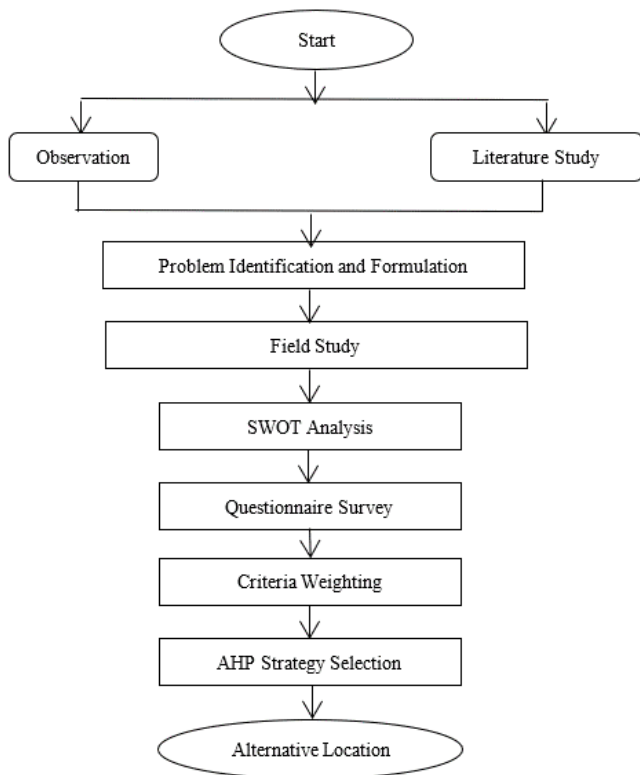 Start
Observation
Literature Study
Problem Identification and Formulation
Field Study
SWOT Analysis
Questionnaire Survey
Criteria Weighting
AHP Strategy Selection
Alternative Location